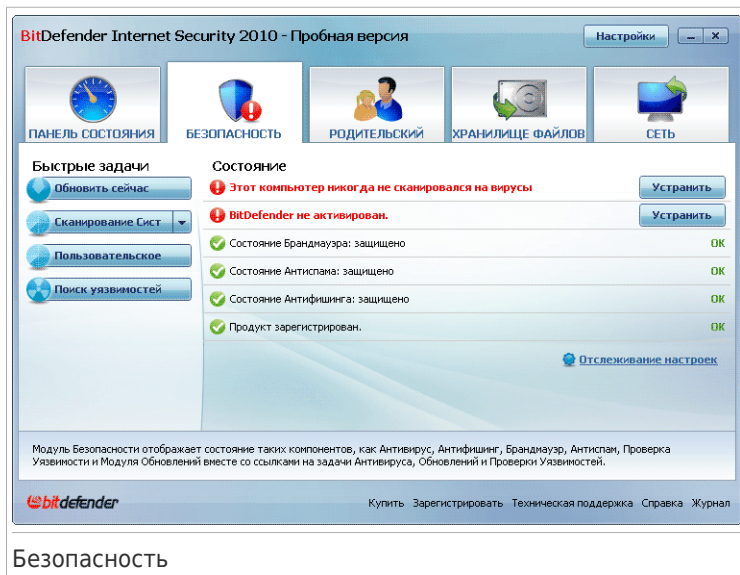 BitDefender Internet Security 2010 - Пробная версия
Настройки
ПАНЕЛЬ СОСТОЯНИЯ
БЕЗОПАСНОСТЬ
РОДИТЕЛЬСКИЙ
ХРАНИЛИЩЕ ФАЙЛОВ
СЕТЬ
Быстрые задачи
Обновить сейчас
Сканирование Сист
Пользовательское
Поиск уязвимостей
Состояние
Этот компьютер никогда не сканировался на вирусы
Устранить
BitDefender не активирован.
Устранить
Состояние Брандмауэра: защищено
OK
Состояние Антиспама: защищено
OK
Состояние Антифишинга: защищено
OK
Продукт зарегистрирован.
OK
Отслеживание настроек
Модуль Безопасности отображает состояние таких компонентов, как Антивирус, Антифишинг, Брандмауэр, Антиспам, Проверка
Уязвимости и Модуля Обновлений вместе со ссылками на задачи Антивируса, Обновлений и Проверки Уязвимостей.
bitdefender
Купить Зарегистрировать Техническая поддержка Справка Журнал
Безопасность